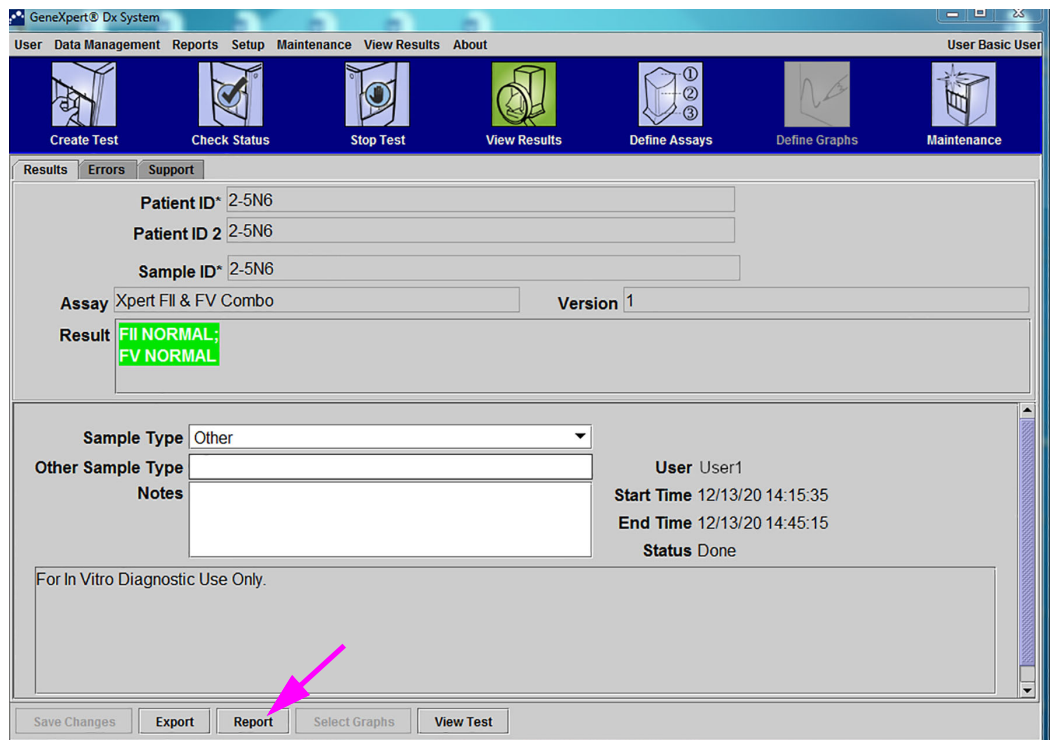 GeneXpert® Dx System
User Data Management Reports Setup Maintenance View Results About User Basic User
① ② ③
Create Test Check Status Stop Test View Results Define Assays Define Graphs Maintenance
Results Errors Support
Patient ID* 2-5N6
Patient ID 2 2-5N6
Sample ID* 2-5N6
Assay Xpert FII & FV Combo Version 1
Result FII NORMAL;
FV NORMAL
Sample Type Other
Other Sample Type User User1
Notes Start Time 12/13/20 14:15:35
End Time 12/13/20 14:45:15
Status Done
For In Vitro Diagnostic Use Only.
Save Changes Export Report Select Graphs View Test